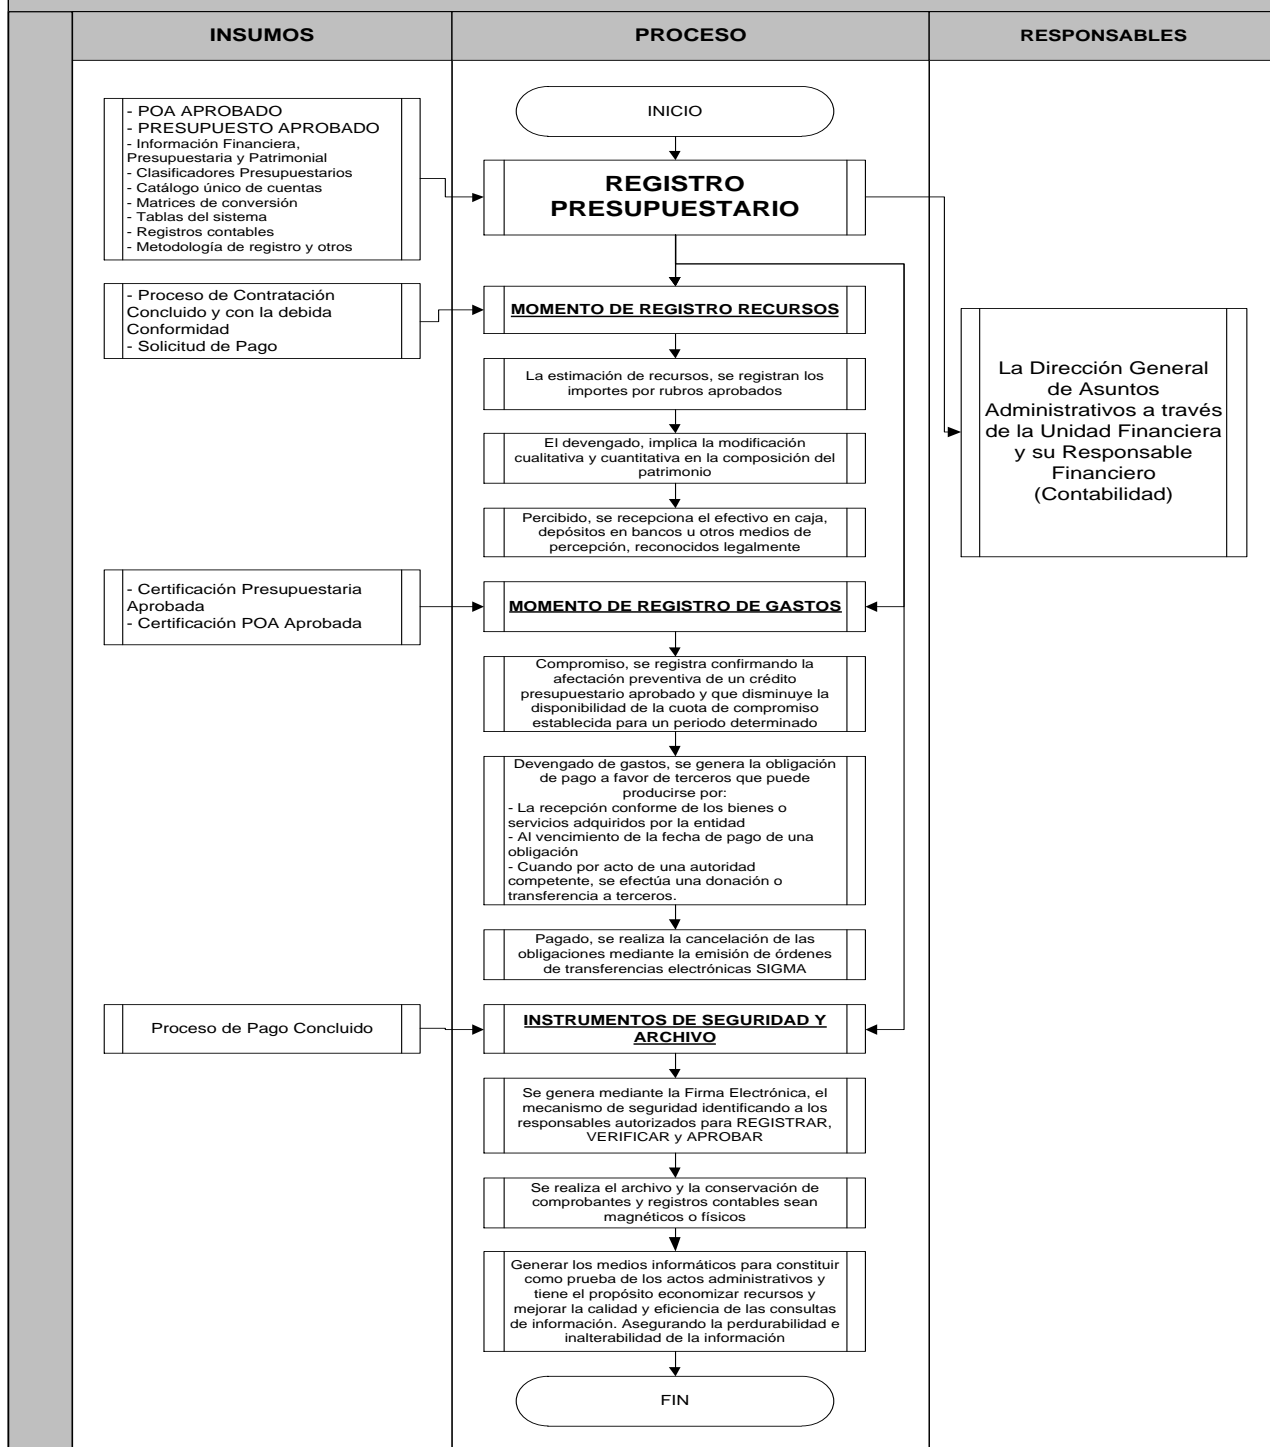 INSUMOS
PROCESO
RESPONSABLES
INICIO
- POA APROBADO
- PRESUPUESTO APROBADO
- Información Financiera,
Presupuestaria y Patrimonial
- Clasificadores Presupuestarios
- Catálogo único de cuentas
- Matrices de conversión
- Tablas del sistema
- Registros contables
- Metodología de registro y otros
REGISTRO
PRESUPUESTARIO
- Proceso de Contratación
Concluido y con la debida
Conformidad
- Solicitud de Pago
MOMENTO DE REGISTRO RECURSOS
La estimación de recursos, se registran los
importes por rubros aprobados
El devengado, implica la modificación
cualitativa y cuantitativa en la composición del
patrimonio
Percibido, se recepciona el efectivo en caja,
depósitos en bancos u otros medios de
percepción, reconocidos legalmente
La Dirección General
de Asuntos
Administrativos a través
de la Unidad Financiera
y su Responsable
Financiero
(Contabilidad)
- Certificación Presupuestaria
Aprobada
- Certificación POA Aprobada
MOMENTO DE REGISTRO DE GASTOS
Compromiso, se registra confirmando la
afectación preventiva de un crédito
presupuestario aprobado y que disminuye la
disponibilidad de la cuota de compromiso
establecida para un periodo determinado
Devengado de gastos, se genera la obligación
de pago a favor de terceros que puede
producirse por:
- La recepción conforme de los bienes o
servicios adquiridos por la entidad
- Al vencimiento de la fecha de pago de una
obligación
- Cuando por acto de una autoridad
competente, se efectúa una donación o
transferencia a terceros.
Pagado, se realiza la cancelación de las
obligaciones mediante la emisión de órdenes
de transferencias electrónicas SIGMA
Proceso de Pago Concluido
INSTRUMENTOS DE SEGURIDAD Y
ARCHIVO
Se genera mediante la Firma Electrónica, el
mecanismo de seguridad identificando a los
responsables autorizados para REGISTRAR,
VERIFICAR y APROBAR
Se realiza el archivo y la conservación de
comprobantes y registros contables sean
magnéticos o físicos
Generar los medios informáticos para constituir
como prueba de los actos administrativos y
tiene el propósito economizar recursos y
mejorar la calidad y eficiencia de las consultas
de información. Asegurando la perdurabilidad e
inalterabilidad de la información
FIN